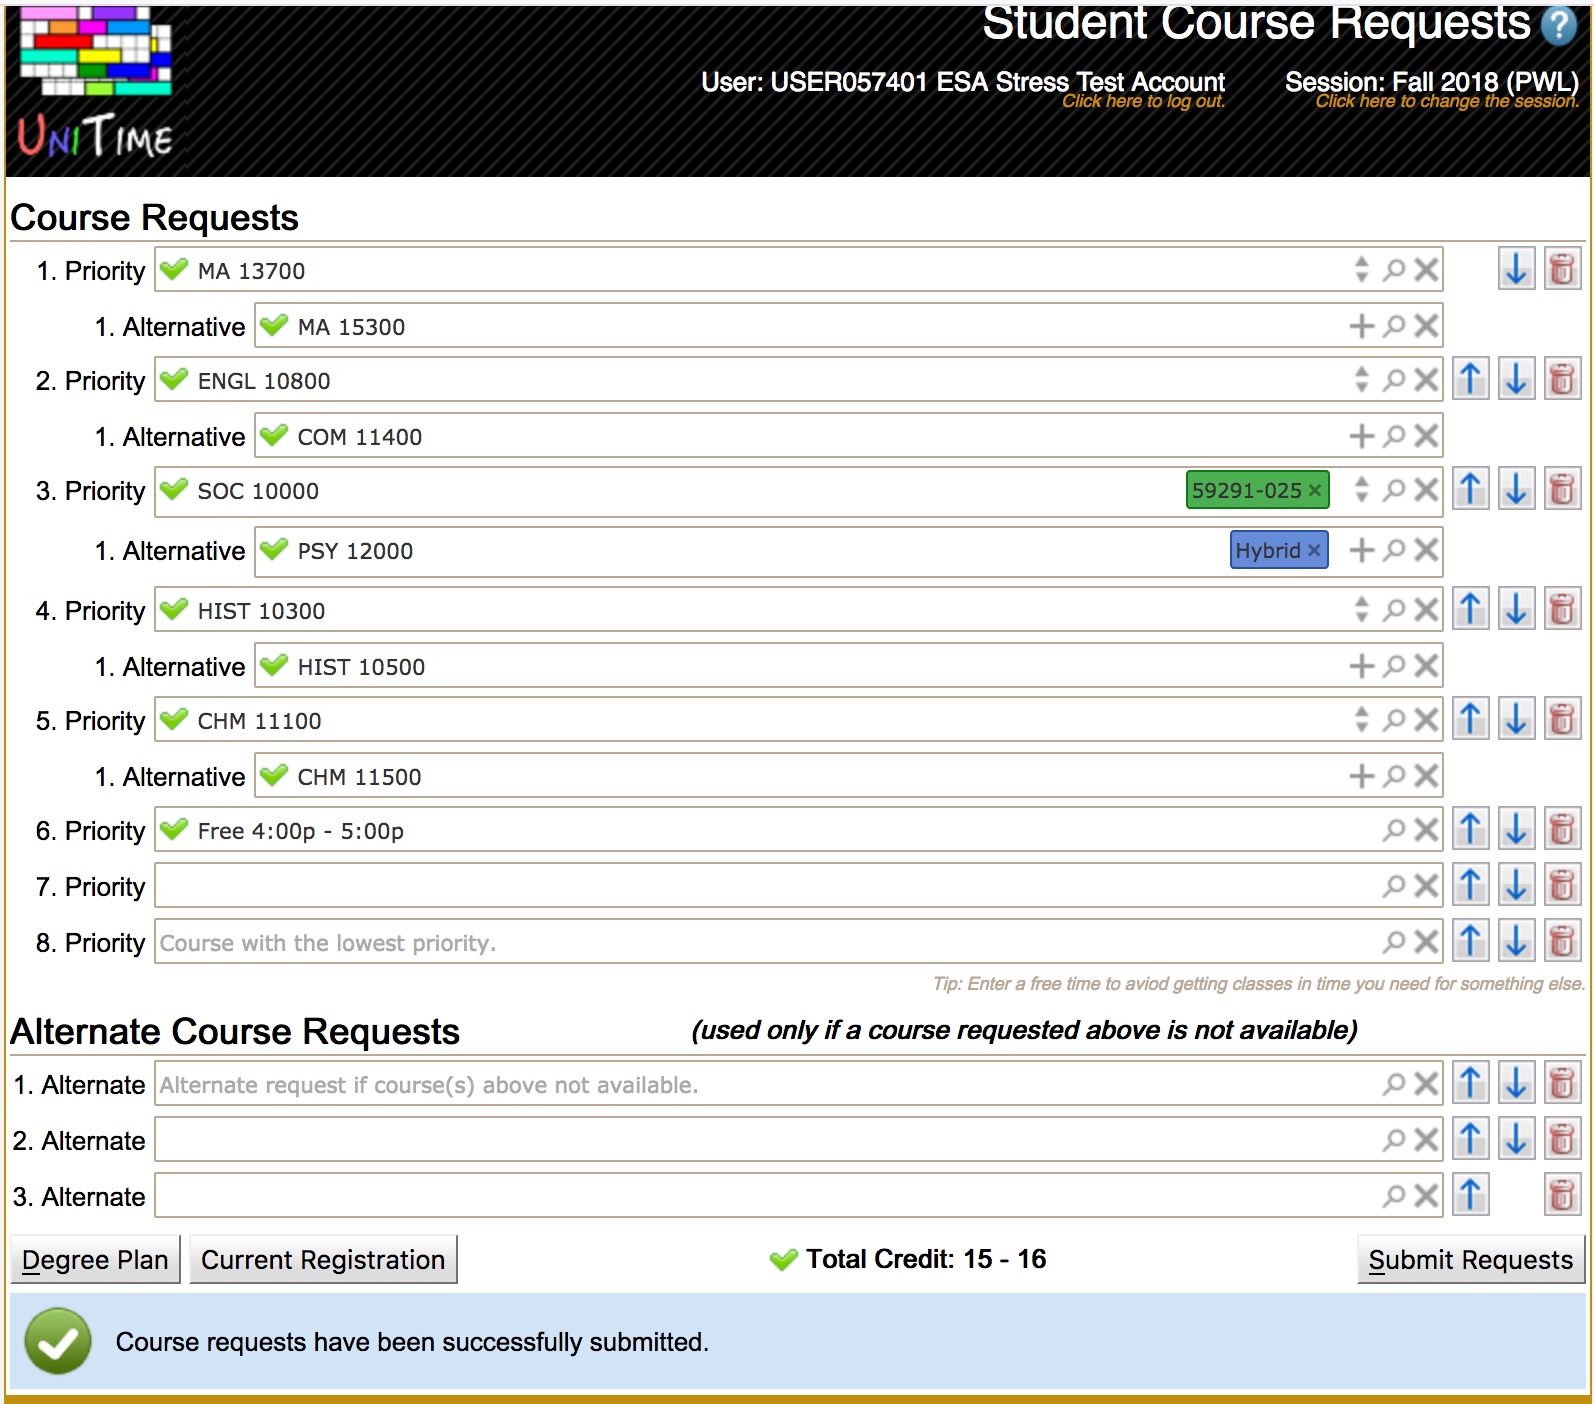 Student Course Requests ?
User: USER057401 ESA Stress Test Account Session: Fall 2018 (PWL)
Click here to log out. Click here to change the session.
UNITIME
Course Requests
1. Priority MA 13700
1. Alternative MA 15300
2. Priority ENGL 10800
1. Alternative COM 11400
3. Priority SOC 10000 59291-025 ×
1. Alternative PSY 12000 Hybrid ×
4. Priority HIST 10300
1. Alternative HIST 10500
5. Priority CHM 11100
1. Alternative CHM 11500
6. Priority Free 4:00p - 5:00p
7. Priority
8. Priority Course with the lowest priority.
Tip: Enter a free time to aviod getting classes in time you need for something else.
Alternate Course Requests (used only if a course requested above is not available)
1. Alternate Alternate request if course(s) above not available.
2. Alternate
3. Alternate
Degree Plan Current Registration Total Credit: 15 - 16 Submit Requests
Course requests have been successfully submitted.